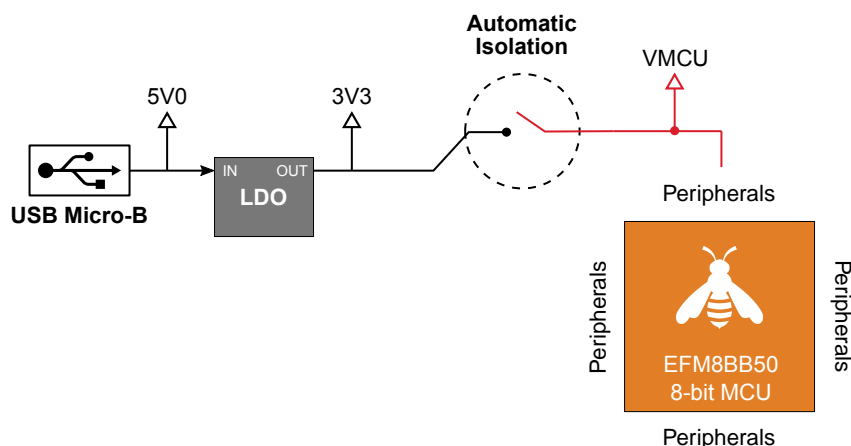 Automatic
Isolation
VMCU
5V0
3V3
IN
OUT
LDO
USB Micro-B
Peripherals
Peripherals
Peripherals
EFM8BB50
8-bit MCU
Peripherals